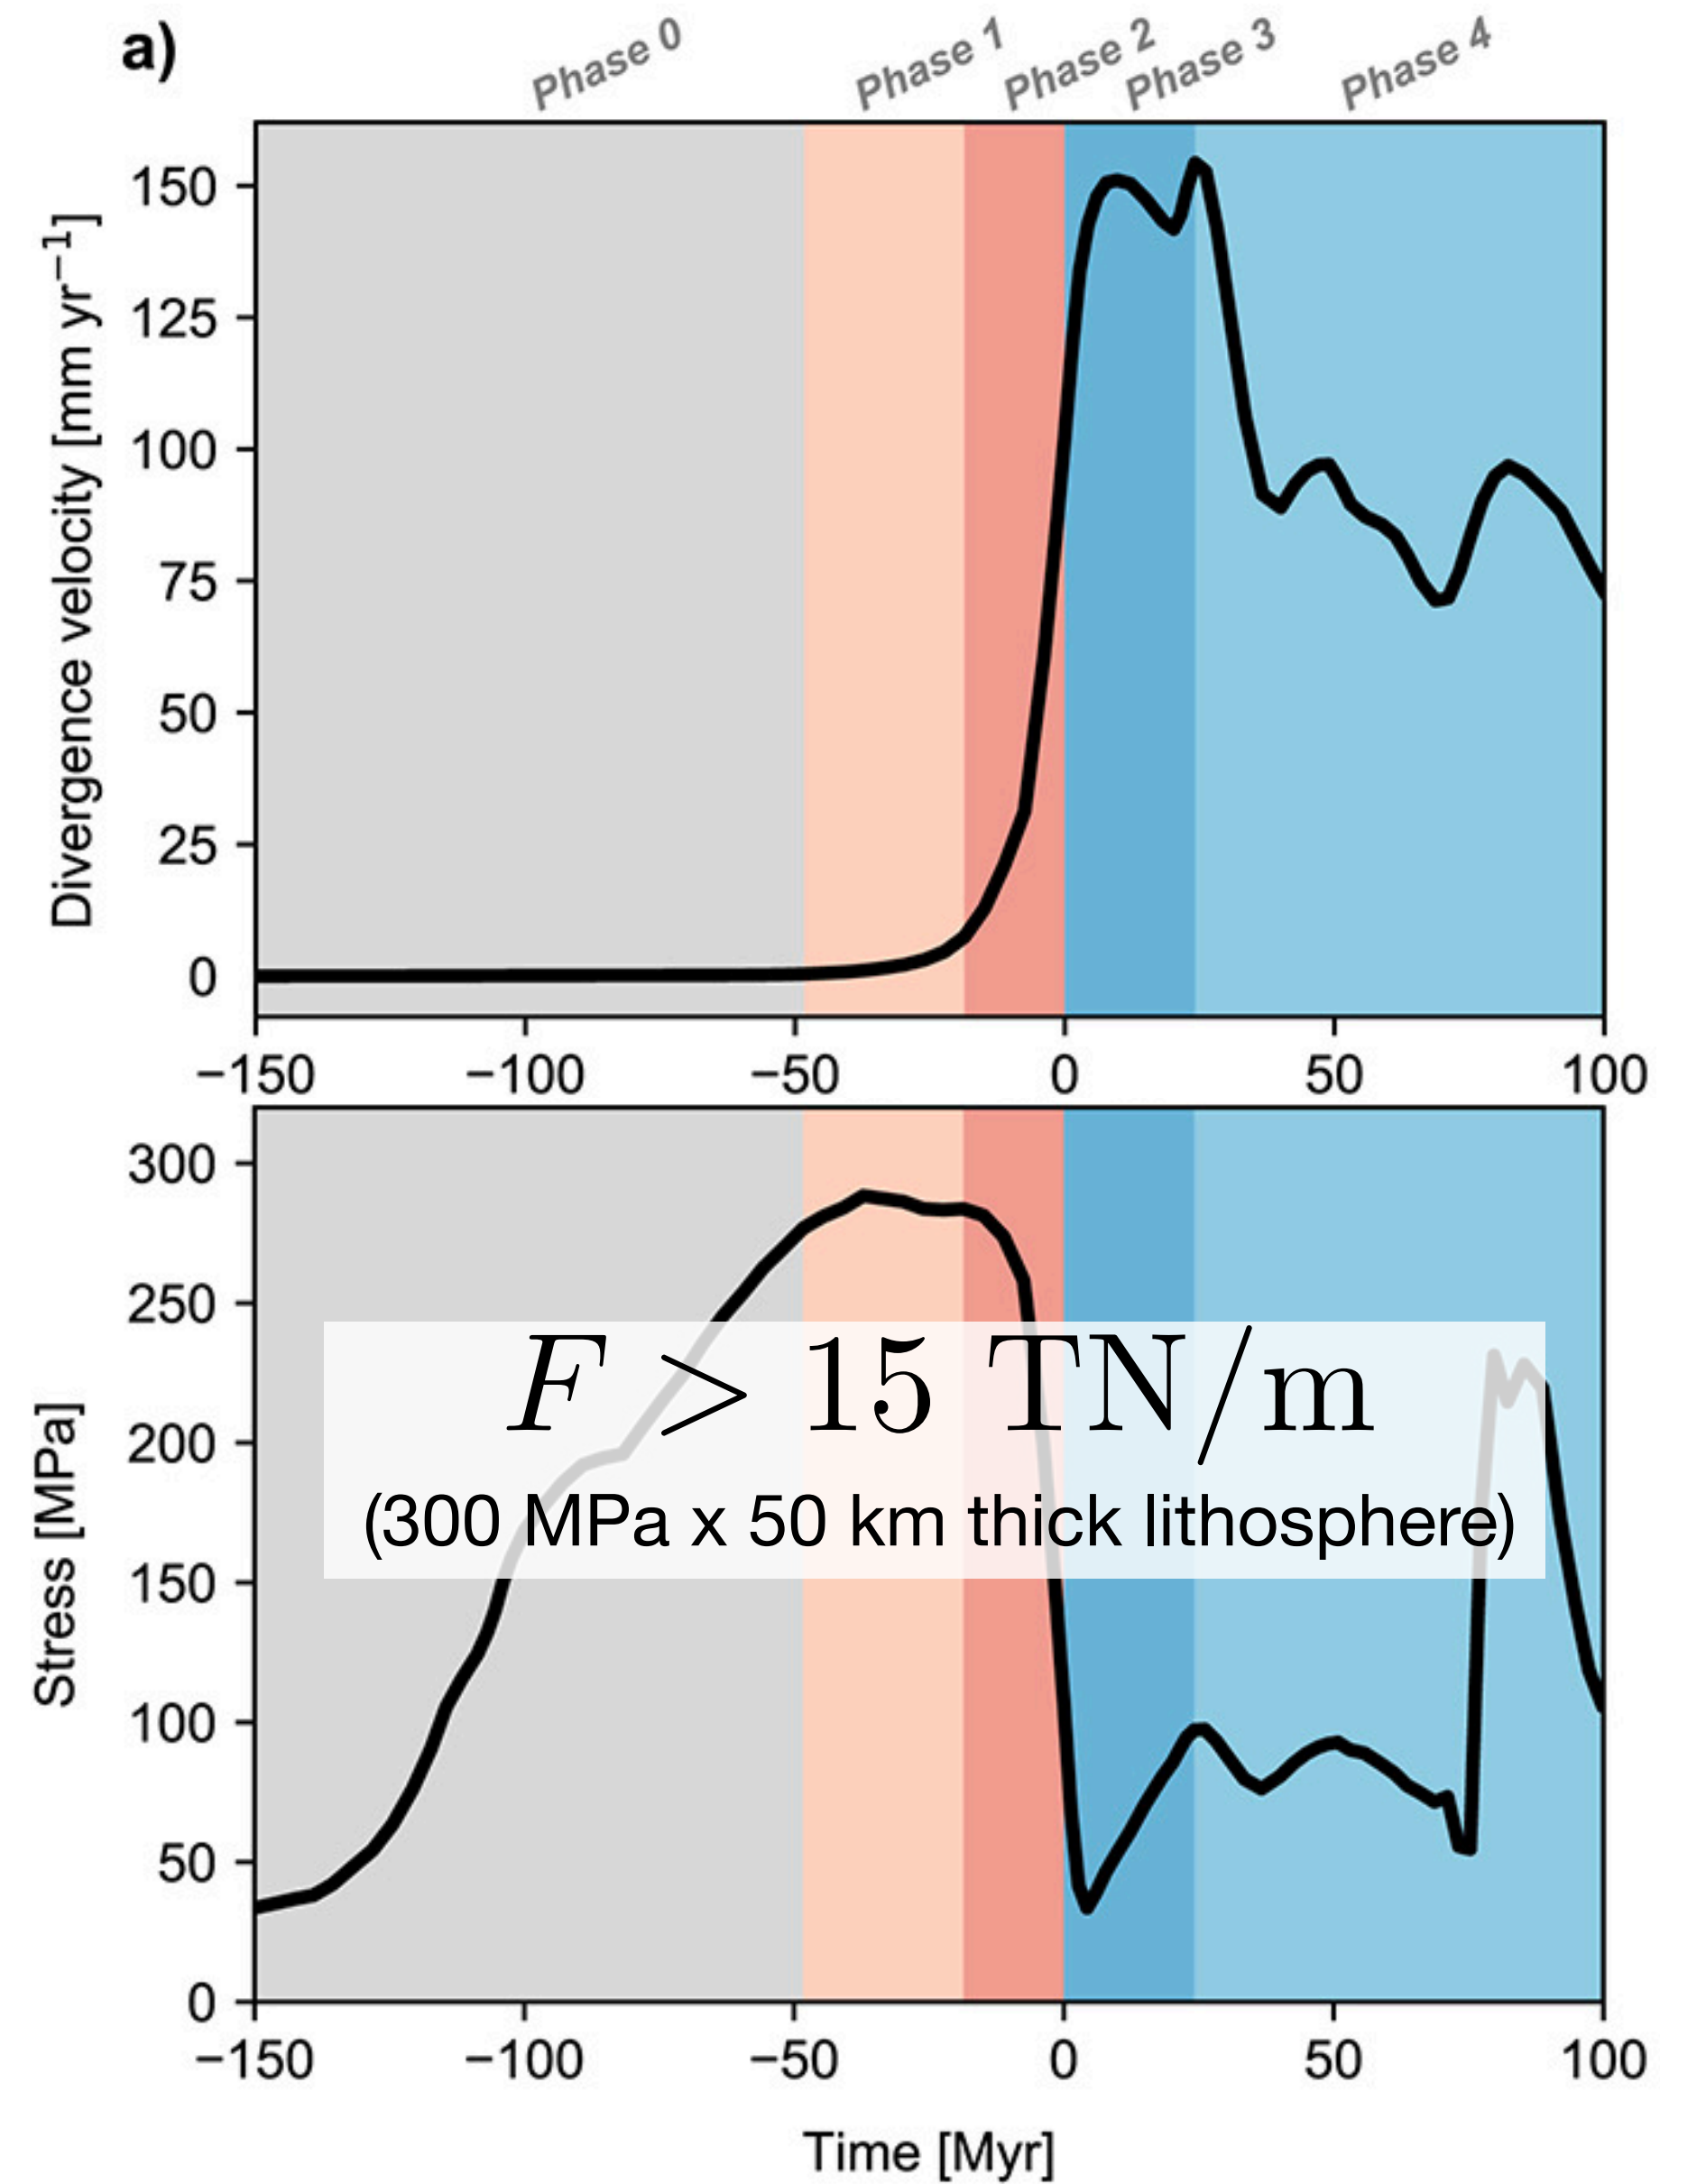 a)
Phase 0
Phase 1
Phase 2
Phase 3
Phase 4
Divergence velocity [mm yr⁻¹]
150
125
100
75
50
25
0
−150
−100
−50
0
50
100
Stress [MPa]
300
250
200
150
100
50
0
F > 15 TN/m
(300 MPa x 50 km thick lithosphere)
−150
−100
−50
0
50
100
Time [Myr]